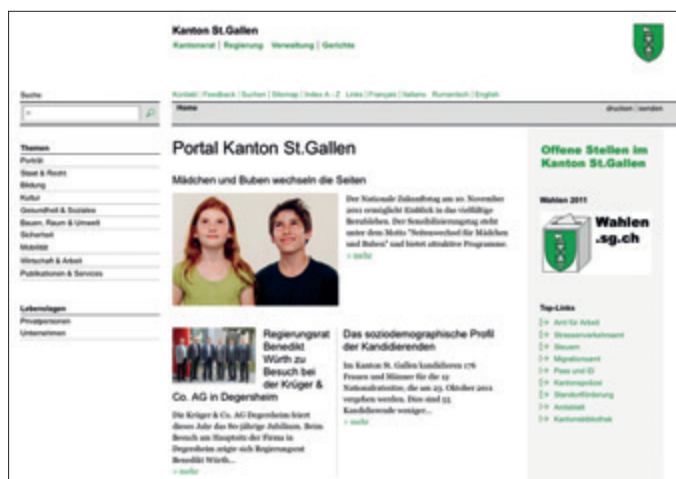 Kanton St.Gallen
Kantonsrat | Regierung Verwaltung | Gerichte
Suche
Kontakt | Feedback | Suchen | Sitemap | Index A - Z Links | Français | Italiano Rumantsch | English
Home
drucken | senden
Themen
Porträt
Staat & Recht
Bildung
Kultur
Gesundheit & Soziales
Bauen, Raum & Umwelt
Sicherheit
Mobilität
Wirtschaft & Arbeit
Publikationen & Services
Lebenslagen
Privatpersonen
Unternehmen
Portal Kanton St.Gallen
Mädchen und Buben wechseln die Seiten
Der Nationale Zukunftstag am 10. November
2011 ermöglicht Einblick in das vielfältige
Berufsleben. Der Sensibilisierungstag steht
unter dem Motto "Seitenwechsel für Mädchen
und Buben" und bietet attraktive Programme.
» mehr
Regierungsrat
Benedikt
Würth zu
Besuch bei
der Krüger &
Co. AG in Degersheim
Die Krüger & Co. AG Degersheim feiert
dieses Jahr das 80-jährige Jubiläum. Beim
Besuch am Hauptsitz der Firma in
Degersheim zeigte sich Regierungsrat
Benedikt Würth...
» mehr
Das soziodemographische Profil
der Kandidierenden
Im Kanton St. Gallen kandidieren 176
Frauen und Männer für die 12
Nationalratssitze, die am 23. Oktober 2011
vergeben werden. Dies sind 55
Kandidierende weniger...
» mehr
Offene Stellen im
Kanton St.Gallen
Wahlen 2011
Wahlen
.sg.ch
Top-Links
Amt für Arbeit
Strassenverkehrsamt
Steuern
Migrationsamt
Pass und ID
Kantonspolizei
Standortförderung
Amtsblatt
Kantonsbibliothek